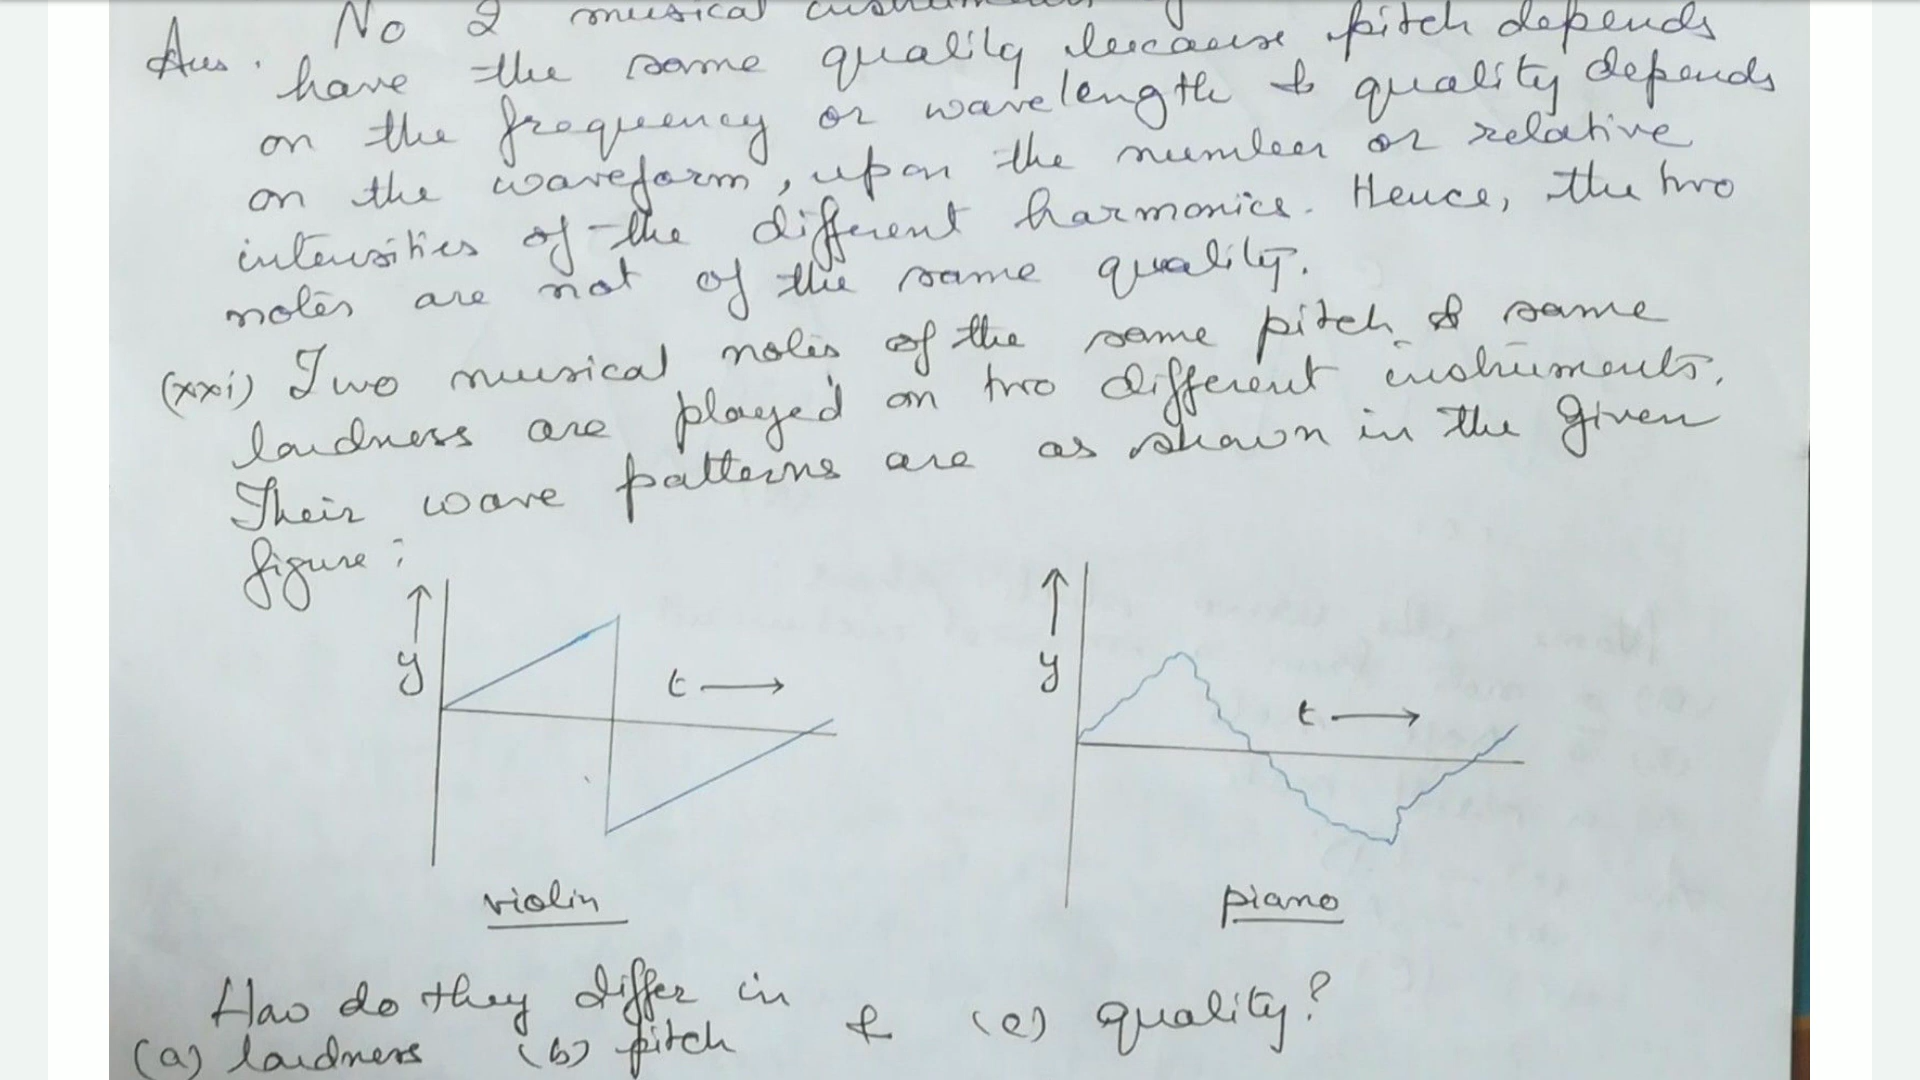 No 2 musical
Ans. have the same quality because pitch depends
on the frequency or wavelength & quality depends
on the waveform, upon the number or relative
intensities of the different harmonics. Hence, the two
notes are not of the same quality.
(xxi) Two musical notes of the same pitch & same
loudness are played on two different instruments.
Their wave patterns are as shown in the given
figure:
y t
y t
violin
piano
How do they differ in
(a) loudness (b) pitch & (c) quality?